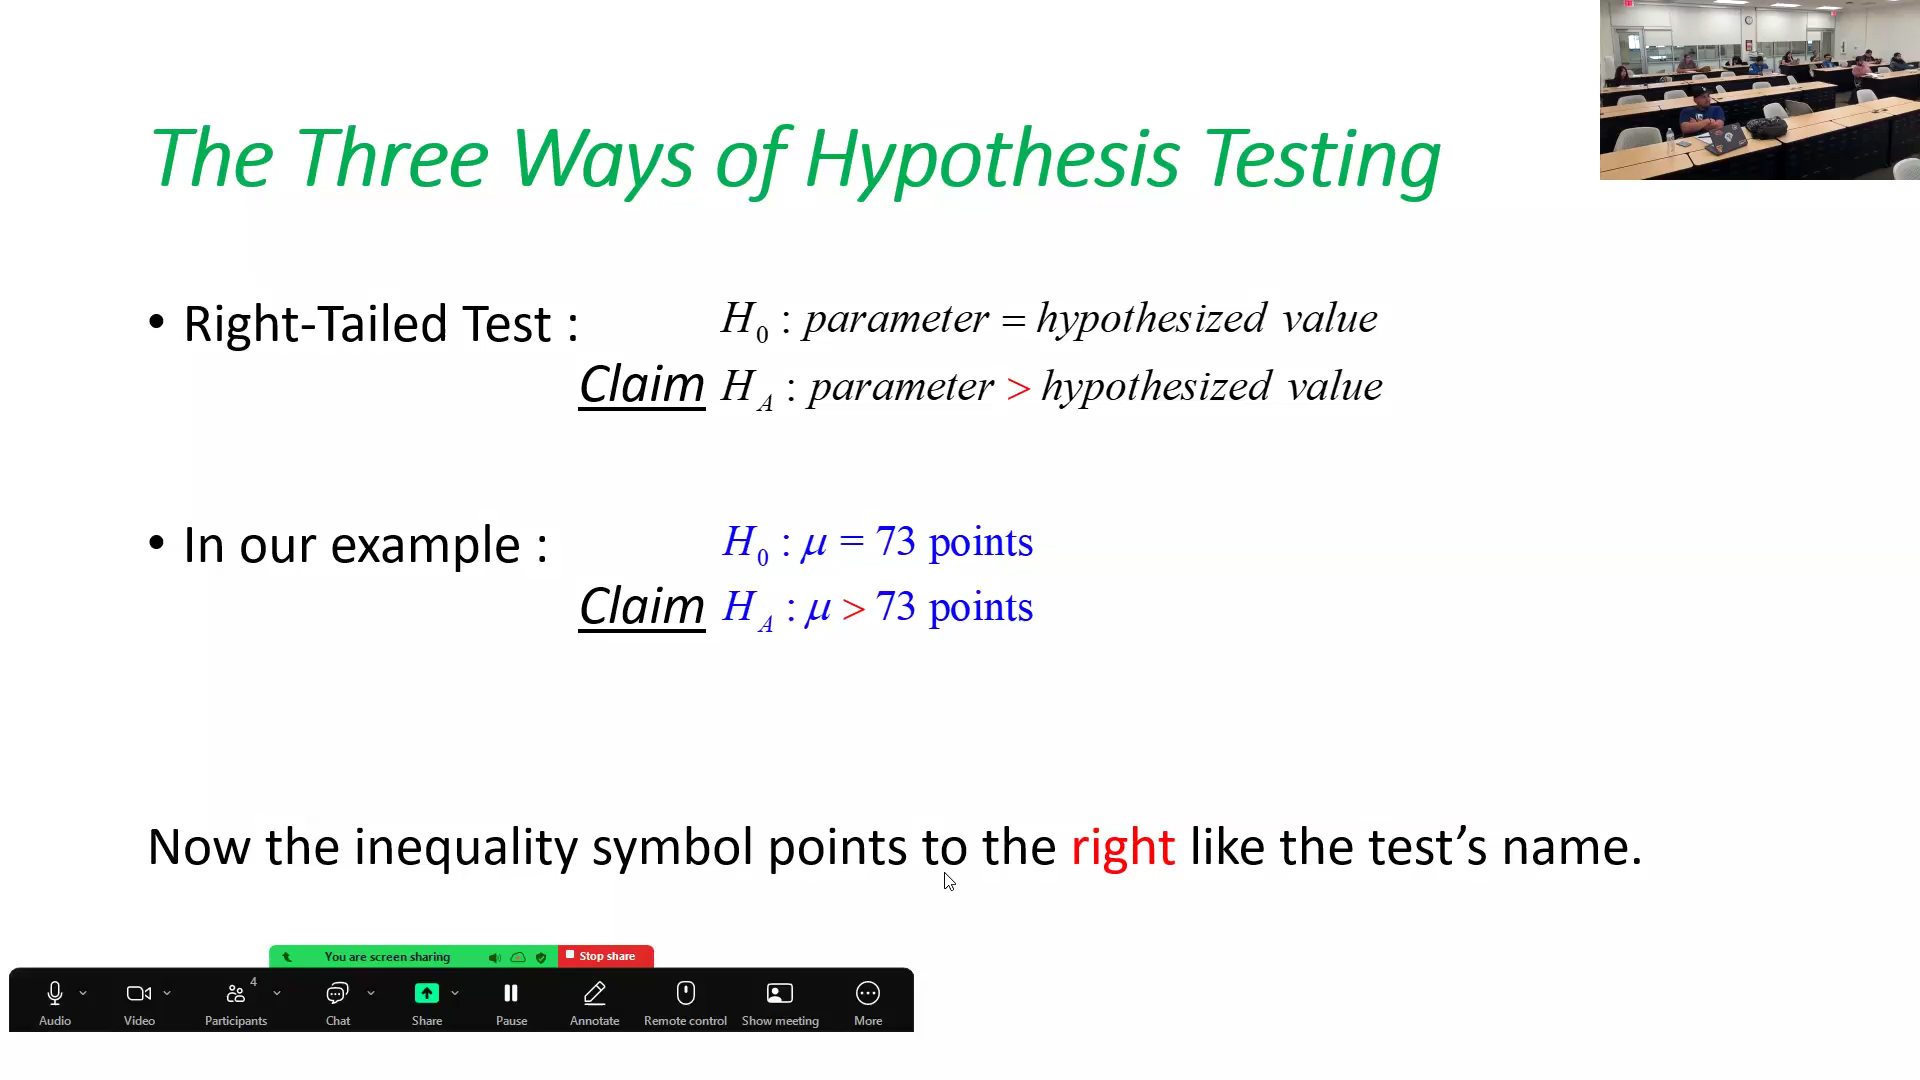 The Three Ways of Hypothesis Testing
• Right-Tailed Test :
H₀ : parameter = hypothesized value
Claim H_A : parameter > hypothesized value
• In our example :
H₀ : μ = 73 points
Claim H_A : μ > 73 points
Now the inequality symbol points to the right like the test’s name.
You are screen sharing
Stop share
4
Audio
Video
Participants
Chat
Share
Pause
Annotate
Remote control
Show meeting
More